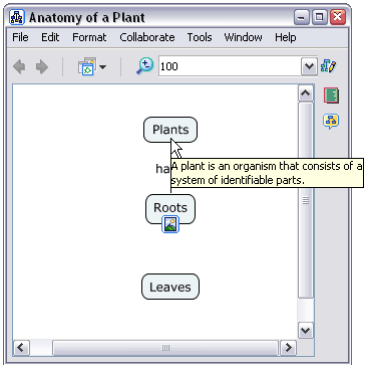 Anatomy of a Plant
File Edit Format Collaborate Tools Window Help
100
Plants
ha
A plant is an organism that consists of a
system of identifiable parts.
Roots
Leaves